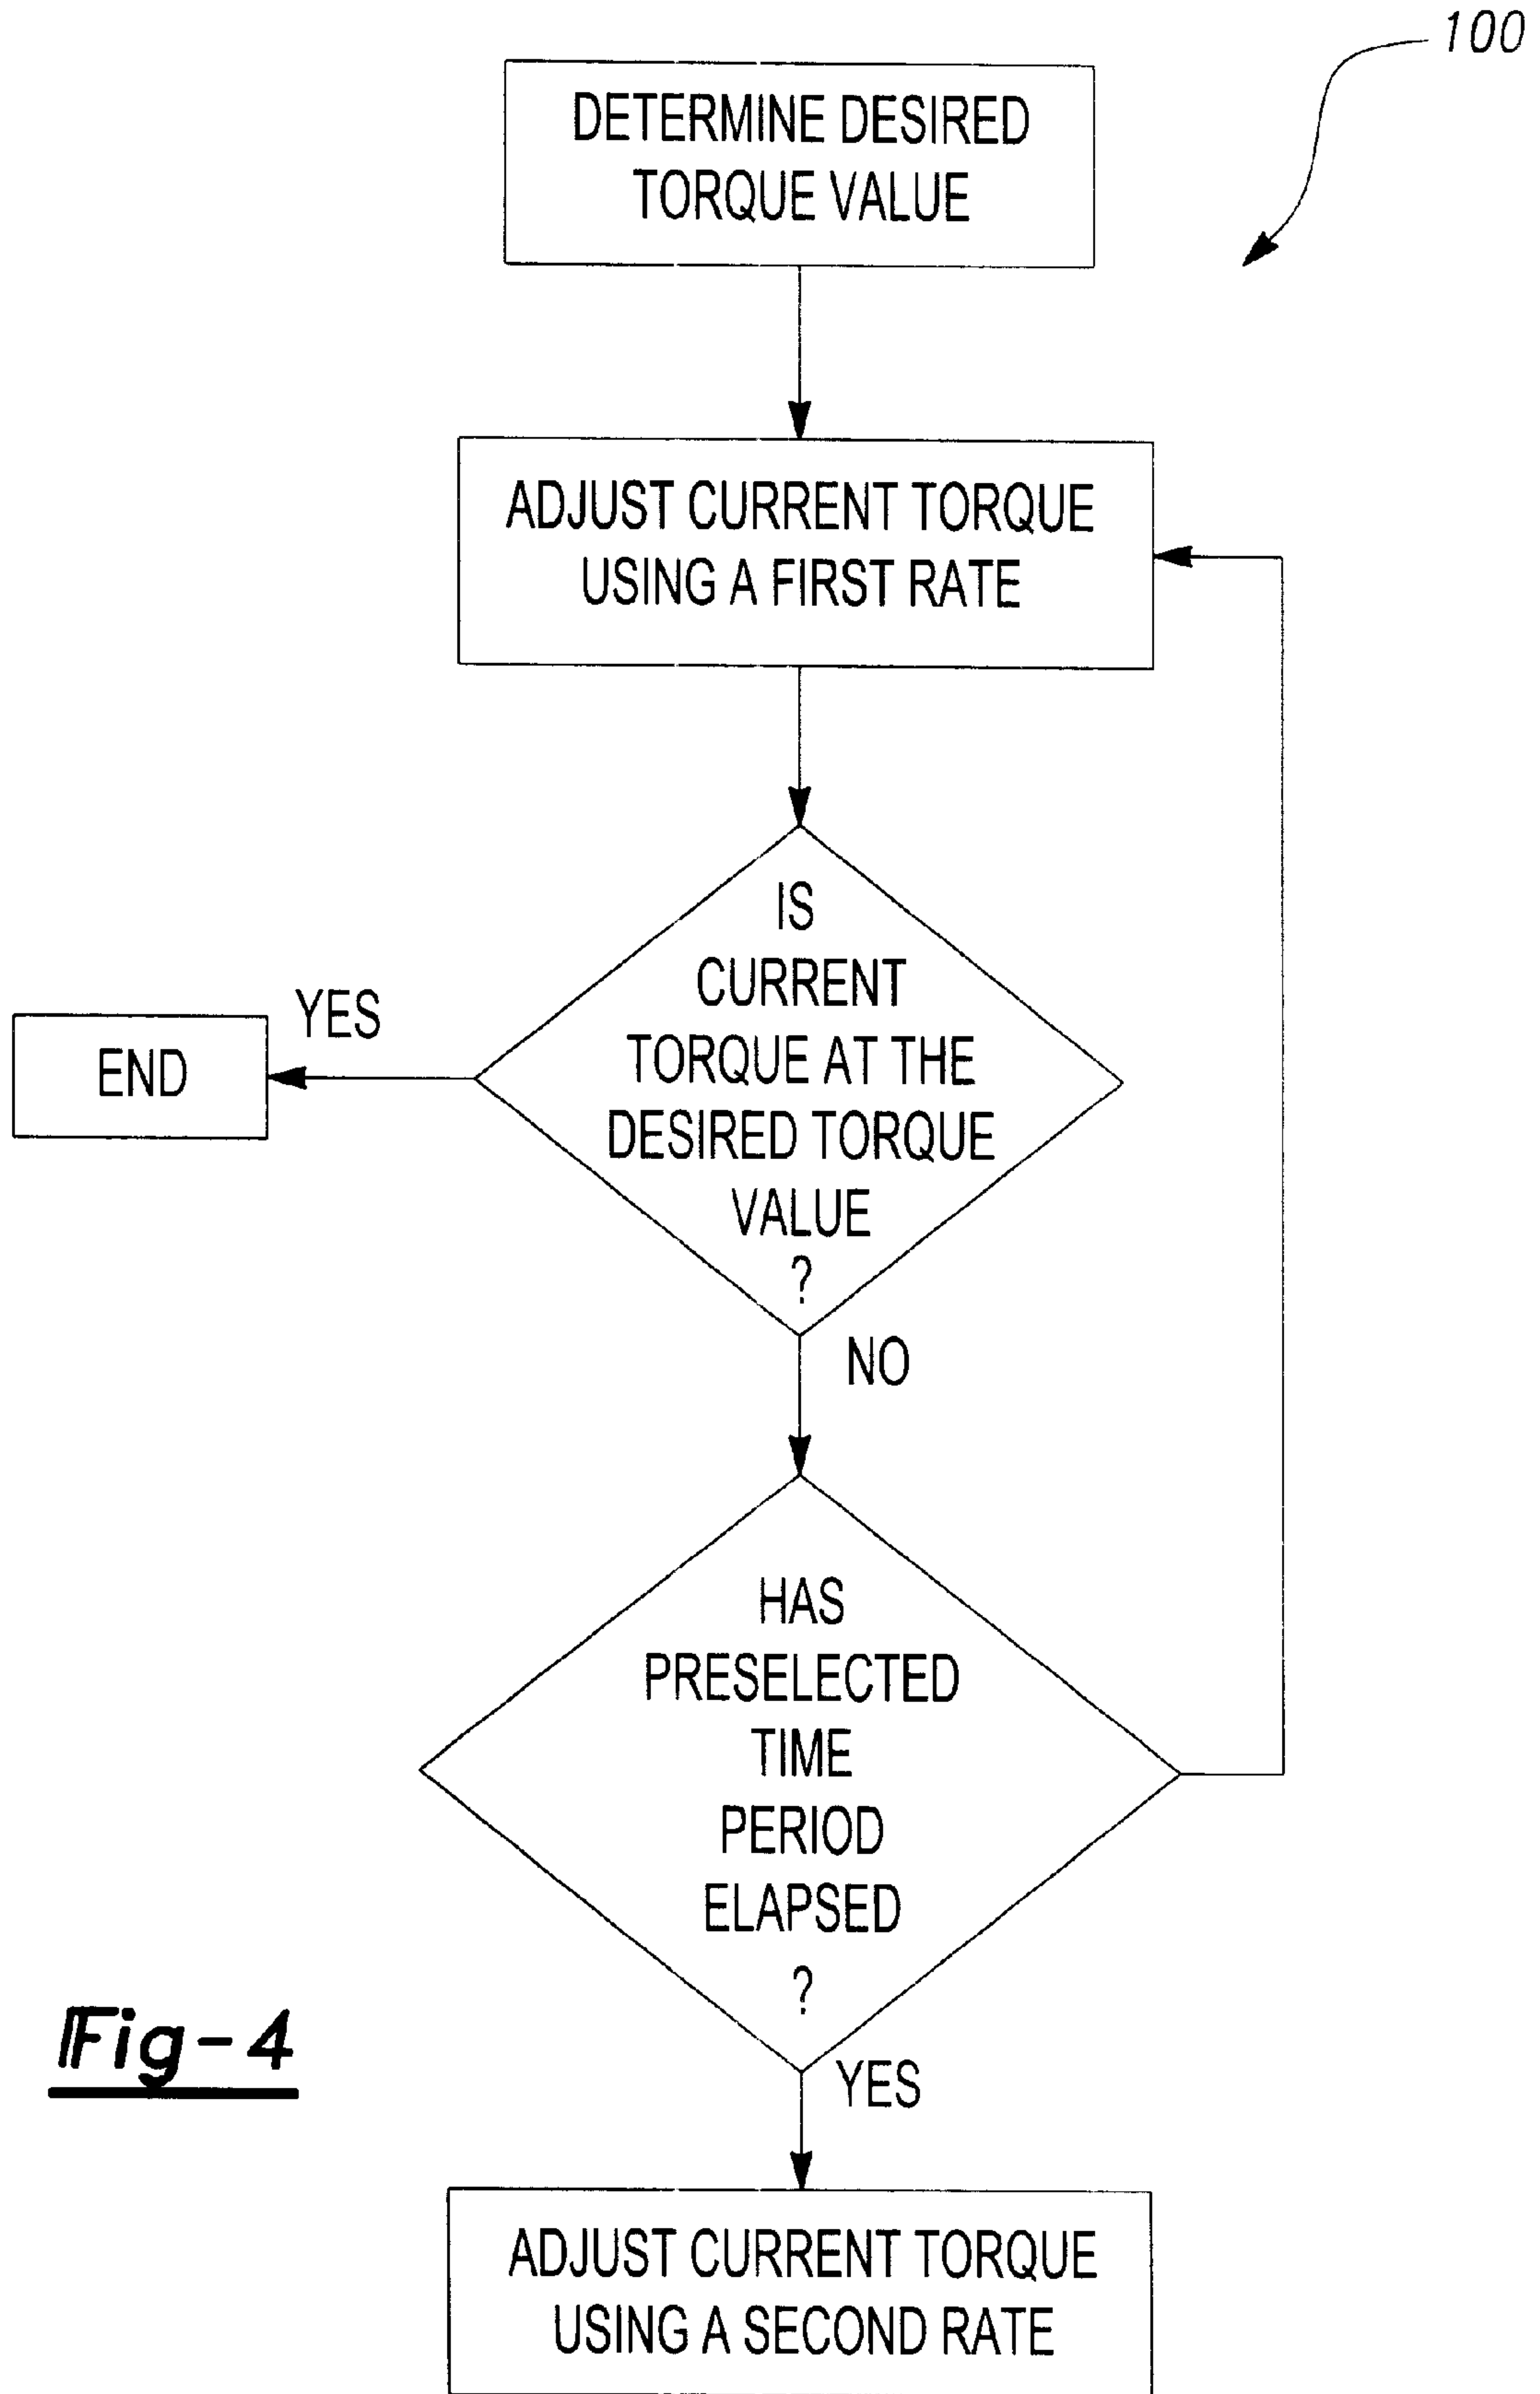 100
DETERMINE DESIRED
TORQUE VALUE
ADJUST CURRENT TORQUE
USING A FIRST RATE
IS
CURRENT
TORQUE AT THE
DESIRED TORQUE
VALUE
?
YES
END
NO
HAS
PRESELECTED
TIME
PERIOD
ELAPSED
?
YES
Fig-4
ADJUST CURRENT TORQUE
USING A SECOND RATE